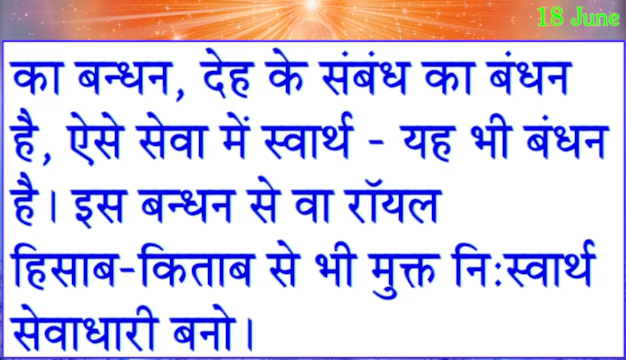 18 June
का बन्धन, देह के संबंध का बंधन
है, ऐसे सेवा में स्वार्थ - यह भी बंधन
है। इस बन्धन से वा रॉयल
हिसाब-किताब से भी मुक्त नि:स्वार्थ
सेवाधारी बनो।